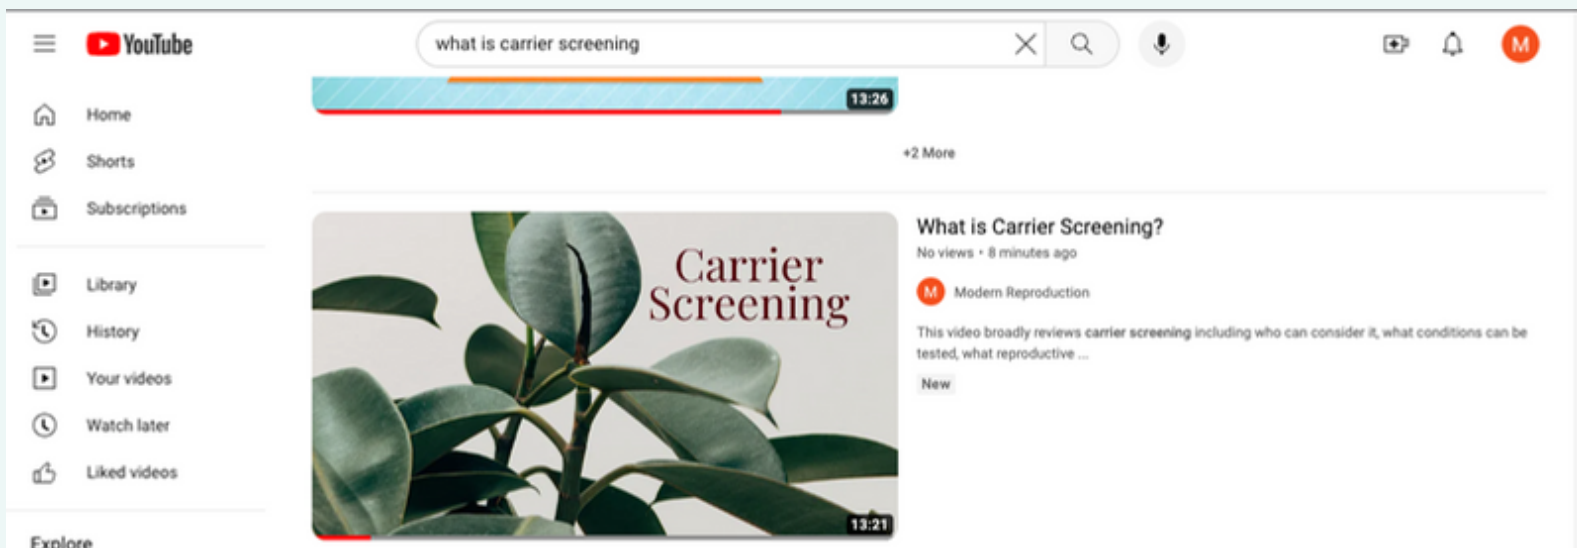 YouTube
what is carrier screening
M
Home
Shorts
Subscriptions
Library
History
Your videos
Watch later
Liked videos
Explore
13:26
+2 More
Carrier
Screening
13:21
What is Carrier Screening?
No views • 8 minutes ago
M Modern Reproduction
This video broadly reviews carrier screening including who can consider it, what conditions can be
tested, what reproductive ...
New